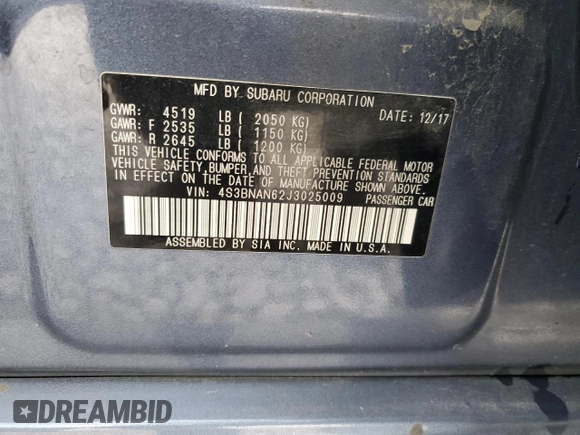 MFD BY SUBARU CORPORATION
GVWR: 4519 LB ( 2050 KG) DATE: 12/17
GAWR: F 2535 LB ( 1150 KG)
GAWR: R 2645 LB ( 1200 KG)
THIS VEHICLE CONFORMS TO ALL APPLICABLE FEDERAL MOTOR
VEHICLE SAFETY, BUMPER, AND THEFT PREVENTION STANDARDS
IN EFFECT ON THE DATE OF MANUFACTURE SHOWN ABOVE.
VIN: 4S3BNAN62J3025009 PASSENGER CAR
ASSEMBLED BY SIA INC. MADE IN U.S.A.
DREAMBID